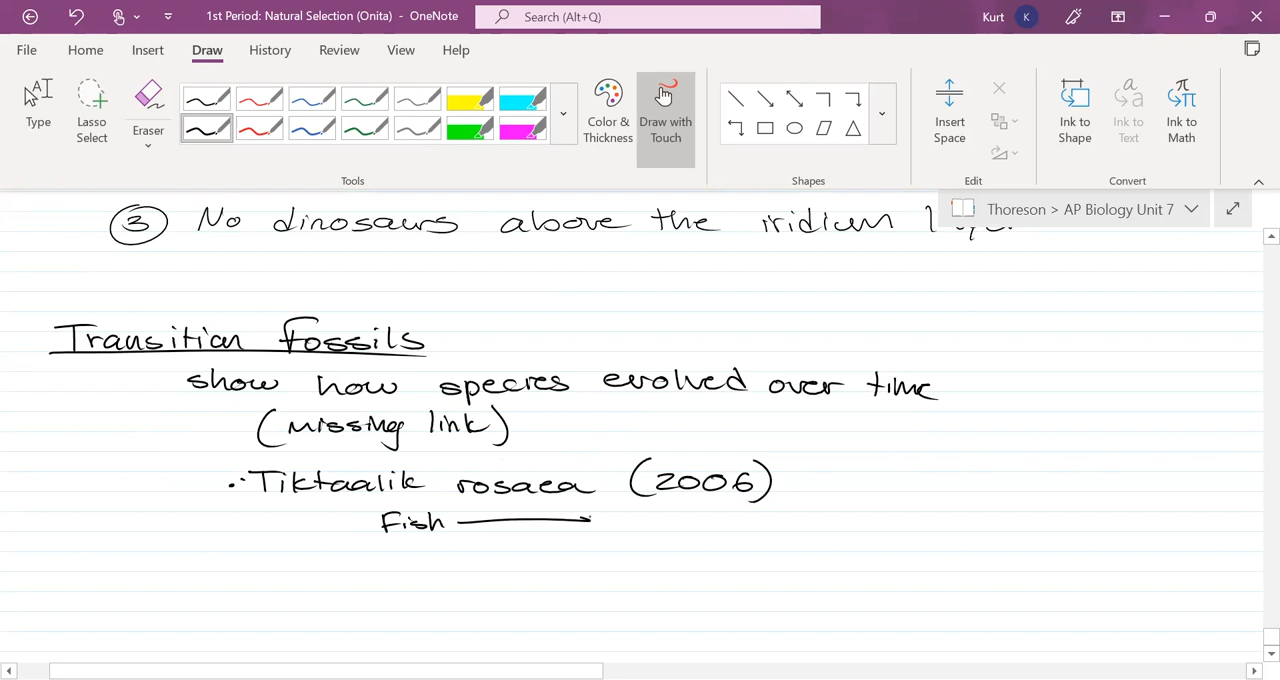 1st Period: Natural Selection (Onita) - OneNote
Search (Alt+Q)
Kurt K
File Home Insert Draw History Review View Help
Type
Lasso Select
Eraser
Color & Thickness
Draw with Touch
Insert Space
Ink to Shape
Ink to Text
Ink to Math
Tools Shapes Edit Convert
Thoreson > AP Biology Unit 7
③ No dinosaurs above the iridium
Transition Fossils
show how species evolved over time
(missing link)
· Tiktaalik rosaea (2006)
Fish →